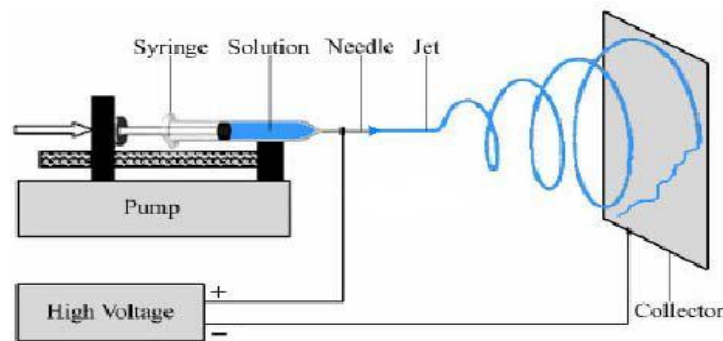 Syringe Solution Needle Jet
Pump
+
High Voltage
−
Collector